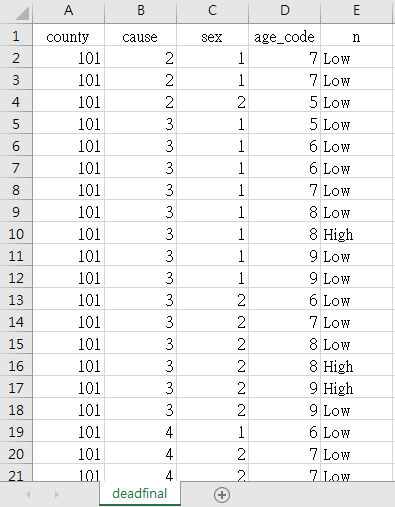 A B C D E
1 county cause sex age_code n
2 101 2 1 7 Low
3 101 2 1 7 Low
4 101 2 2 5 Low
5 101 3 1 5 Low
6 101 3 1 6 Low
7 101 3 1 6 Low
8 101 3 1 7 Low
9 101 3 1 8 Low
10 101 3 1 8 High
11 101 3 1 9 Low
12 101 3 1 9 Low
13 101 3 2 6 Low
14 101 3 2 7 Low
15 101 3 2 8 Low
16 101 3 2 8 High
17 101 3 2 9 High
18 101 3 2 9 Low
19 101 4 1 6 Low
20 101 4 2 7 Low
21 101 4 2 7 Low
deadfinal